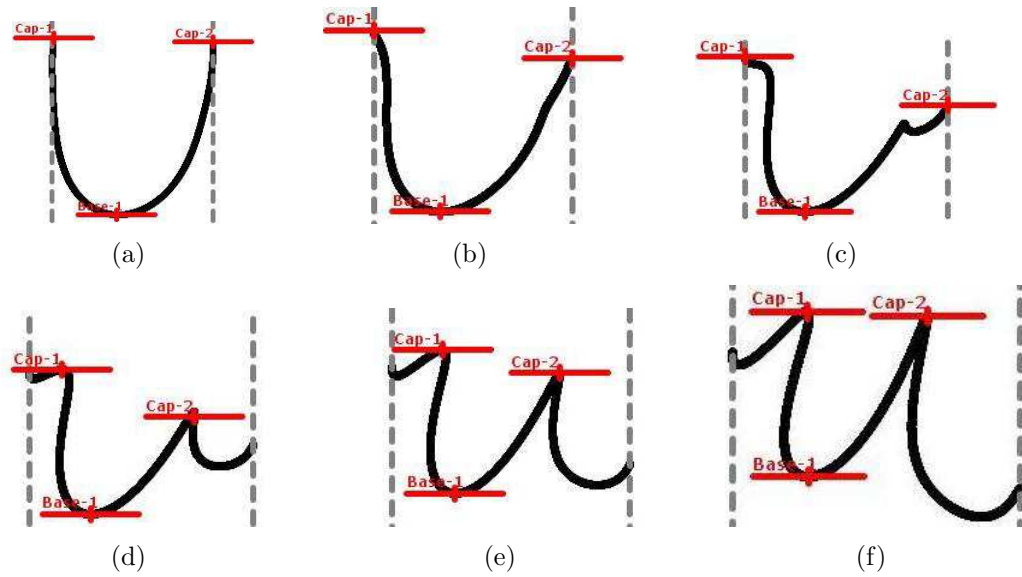 Cap-1 Cap-2 Cap-1 Cap-2 Cap-1 Cap-2
Base-1 Base-1 Base-1
(a) (b) (c)
Cap-1 Cap-2 Cap-1 Cap-2 Cap-1 Cap-2
Base-1 Base-1 Base-1
(d) (e) (f)